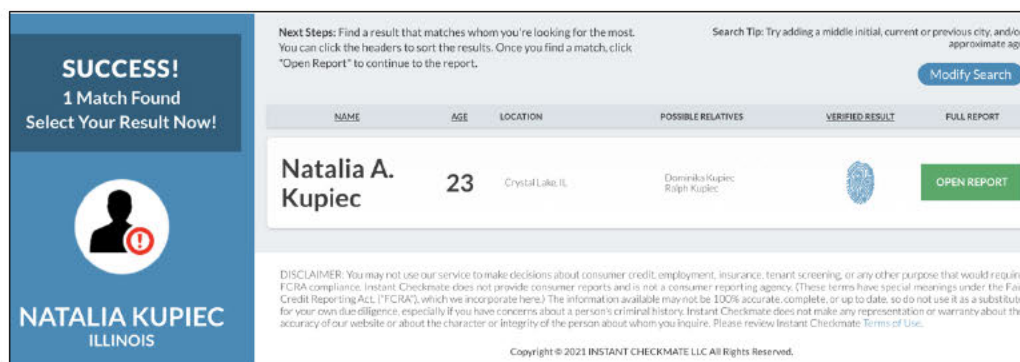 SUCCESS!
1 Match Found
Select Your Result Now!
NATALIA KUPIEC
ILLINOIS
Next Steps: Find a result that matches whom you're looking for the most.
You can click the headers to sort the results. Once you find a match, click
"Open Report" to continue to the report.
Search Tip: Try adding a middle initial, current or previous city, and/o
approximate ag
Modify Search
NAME AGE LOCATION POSSIBLE RELATIVES VERIFIED RESULT FULL REPORT
Natalia A.
Kupiec
23
Crystal Lake, IL
Dominika Kupiec
Ralph Kupiec
OPEN REPORT
DISCLAIMER: You may not use our service to make decisions about consumer credit, employment, insurance, tenant screening, or any other purpose that would requir
FCRA compliance. Instant Checkmate does not provide consumer reports and is not a consumer reporting agency. (These terms have special meanings under the Fai
Credit Reporting Act, ("FCRA"), which we incorporate here.) The information available may not be 100% accurate, complete, or up to date, so do not use it as a substitut
for your own due diligence, especially if you have concerns about a person's criminal history. Instant Checkmate does not make any representation or warranty about th
accuracy of our website or about the character or integrity of the person about whom you inquire. Please review Instant Checkmate Terms of Use.
Copyright © 2021 INSTANT CHECKMATE LLC All Rights Reserved.